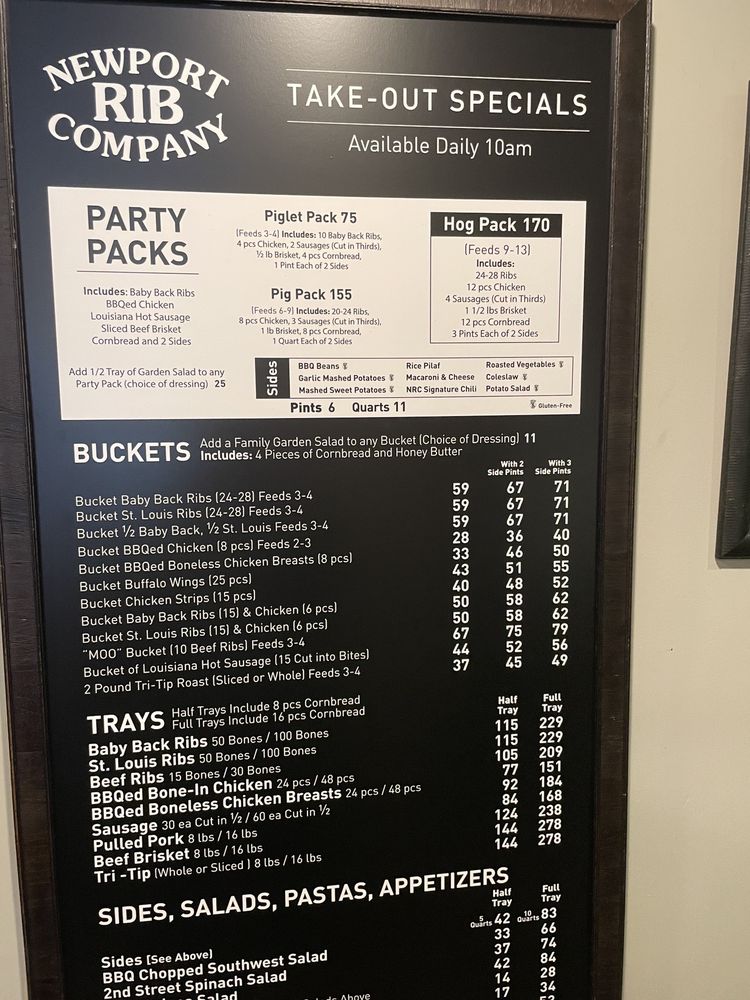 NEWPORT
RIB
COMPANY
TAKE-OUT SPECIALS
Available Daily 10am
PARTY
PACKS
Includes: Baby Back Ribs
BBQed Chicken
Louisiana Hot Sausage
Sliced Beef Brisket
Cornbread and 2 Sides
Piglet Pack 75
(Feeds 3-4) Includes: 10 Baby Back Ribs,
4 pcs Chicken, 2 Sausages (Cut in Thirds),
½ lb Brisket, 4 pcs Cornbread,
1 Pint Each of 2 Sides
Pig Pack 155
(Feeds 6-9) Includes: 20-24 Ribs,
8 pcs Chicken, 3 Sausages (Cut in Thirds),
1 lb Brisket, 8 pcs Cornbread,
1 Quart Each of 2 Sides
Hog Pack 170
(Feeds 9-13)
Includes:
24-28 Ribs
12 pcs Chicken
4 Sausages (Cut in Thirds)
1 1/2 lbs Brisket
12 pcs Cornbread
3 Pints Each of 2 Sides
Add 1/2 Tray of Garden Salad to any
Party Pack (choice of dressing) 25
Sides
BBQ Beans Rice Pilaf Roasted Vegetables
Garlic Mashed Potatoes Macaroni & Cheese Coleslaw
Mashed Sweet Potatoes NRC Signature Chili Potato Salad
Pints 6 Quarts 11 Gluten-Free
BUCKETS Add a Family Garden Salad to any Bucket (Choice of Dressing) 11
Includes: 4 Pieces of Cornbread and Honey Butter
With 2 Side Pints With 3 Side Pints
Bucket Baby Back Ribs (24-28) Feeds 3-4 59 67 71
Bucket St. Louis Ribs (24-28) Feeds 3-4 59 67 71
Bucket ½ Baby Back, ½ St. Louis Feeds 3-4 59 67 71
Bucket BBQed Chicken (8 pcs) Feeds 2-3 28 36 40
Bucket BBQed Boneless Chicken Breasts (8 pcs) 33 46 50
Bucket Buffalo Wings (25 pcs) 43 51 55
Bucket Chicken Strips (15 pcs) 40 48 52
Bucket Baby Back Ribs (15) & Chicken (6 pcs) 50 58 62
Bucket St. Louis Ribs (15) & Chicken (6 pcs) 50 58 62
"MOO" Bucket (10 Beef Ribs) Feeds 3-4 67 75 79
Bucket of Louisiana Hot Sausage (15 Cut into Bites) 44 52 56
2 Pound Tri-Tip Roast (Sliced or Whole) Feeds 3-4 37 45 49
TRAYS Half Trays Include 8 pcs Cornbread
Full Trays Include 16 pcs Cornbread
Half Tray Full Tray
Baby Back Ribs 50 Bones / 100 Bones 115 229
St. Louis Ribs 50 Bones / 100 Bones 115 229
Beef Ribs 15 Bones / 30 Bones 105 209
BBQed Bone-In Chicken 24 pcs / 48 pcs 77 151
BBQed Boneless Chicken Breasts 24 pcs / 48 pcs 92 184
Sausage 30 ea Cut in ½ / 60 ea Cut in ½ 84 168
Pulled Pork 8 lbs / 16 lbs 124 238
Beef Brisket 8 lbs / 16 lbs 144 278
Tri -Tip (Whole or Sliced ) 8 lbs / 16 lbs 144 278
SIDES, SALADS, PASTAS, APPETIZERS
Half Tray Full Tray
Sides (See Above) 5 Quarts 42 10 Quarts 83
BBQ Chopped Southwest Salad 33 66
2nd Street Spinach Salad 37 74
Salad 42 84
Above 14 28
17 34